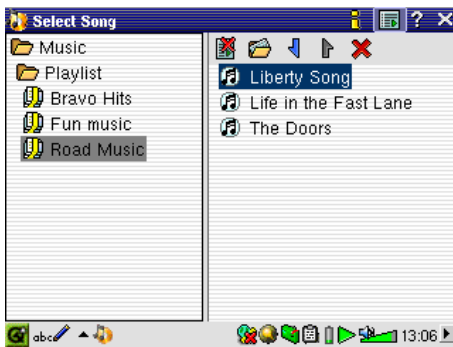 Select Song
?
Music
Playlist
Bravo Hits
Fun music
Road Music
Liberty Song
Life in the Fast Lane
The Doors
abc
13:06